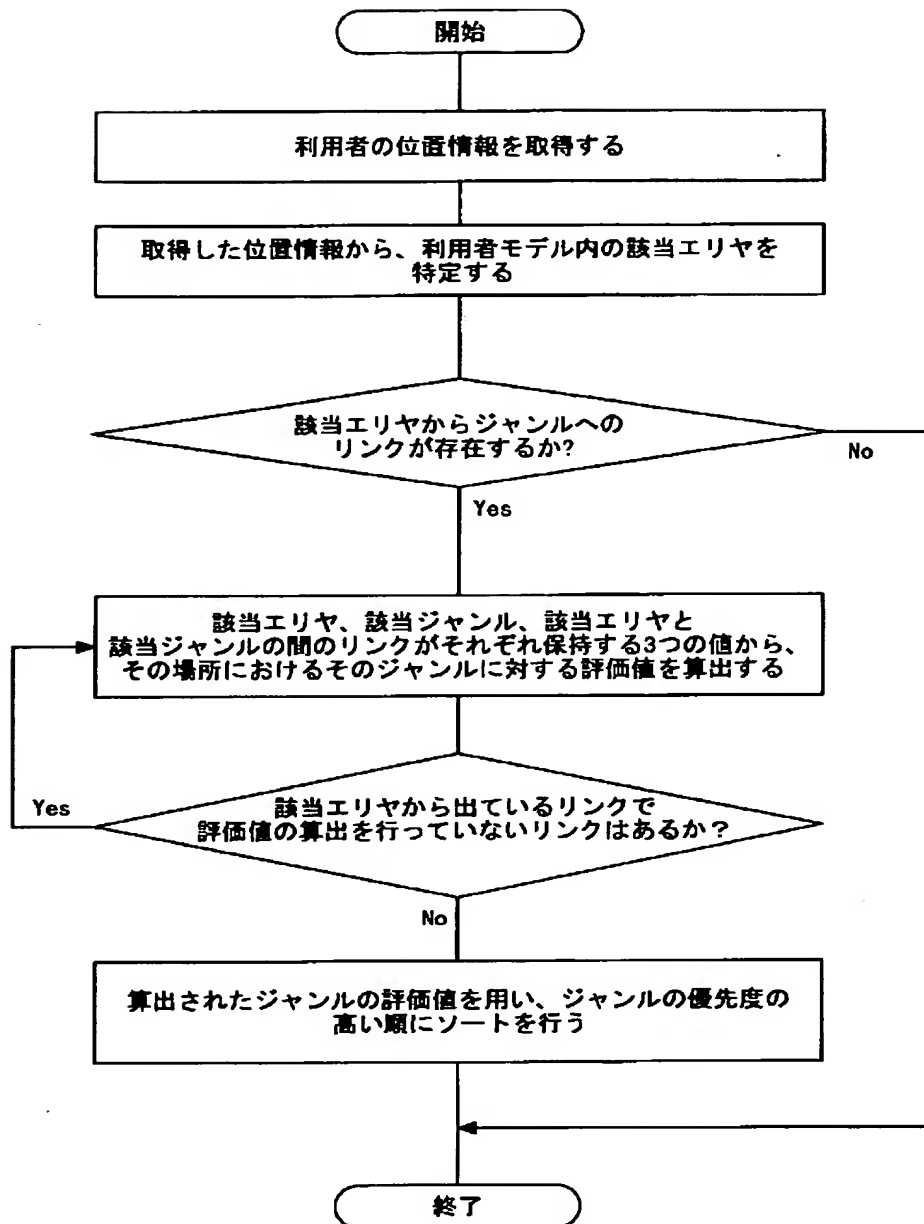 開始
利用者の位置情報を取得する
取得した位置情報から、利用者モデル内の該当エリヤを
特定する
該当エリヤからジャンルへの
リンクが存在するか?
No
Yes
該当エリヤ、該当ジャンル、該当エリヤと
該当ジャンルの間のリンクがそれぞれ保持する3つの値から、
その場所におけるそのジャンルに対する評価値を算出する
Yes
該当エリヤから出ているリンクで
評価値の算出を行っていないリンクはあるか？
No
算出されたジャンルの評価値を用い、ジャンルの優先度の
高い順にソートを行う
終了